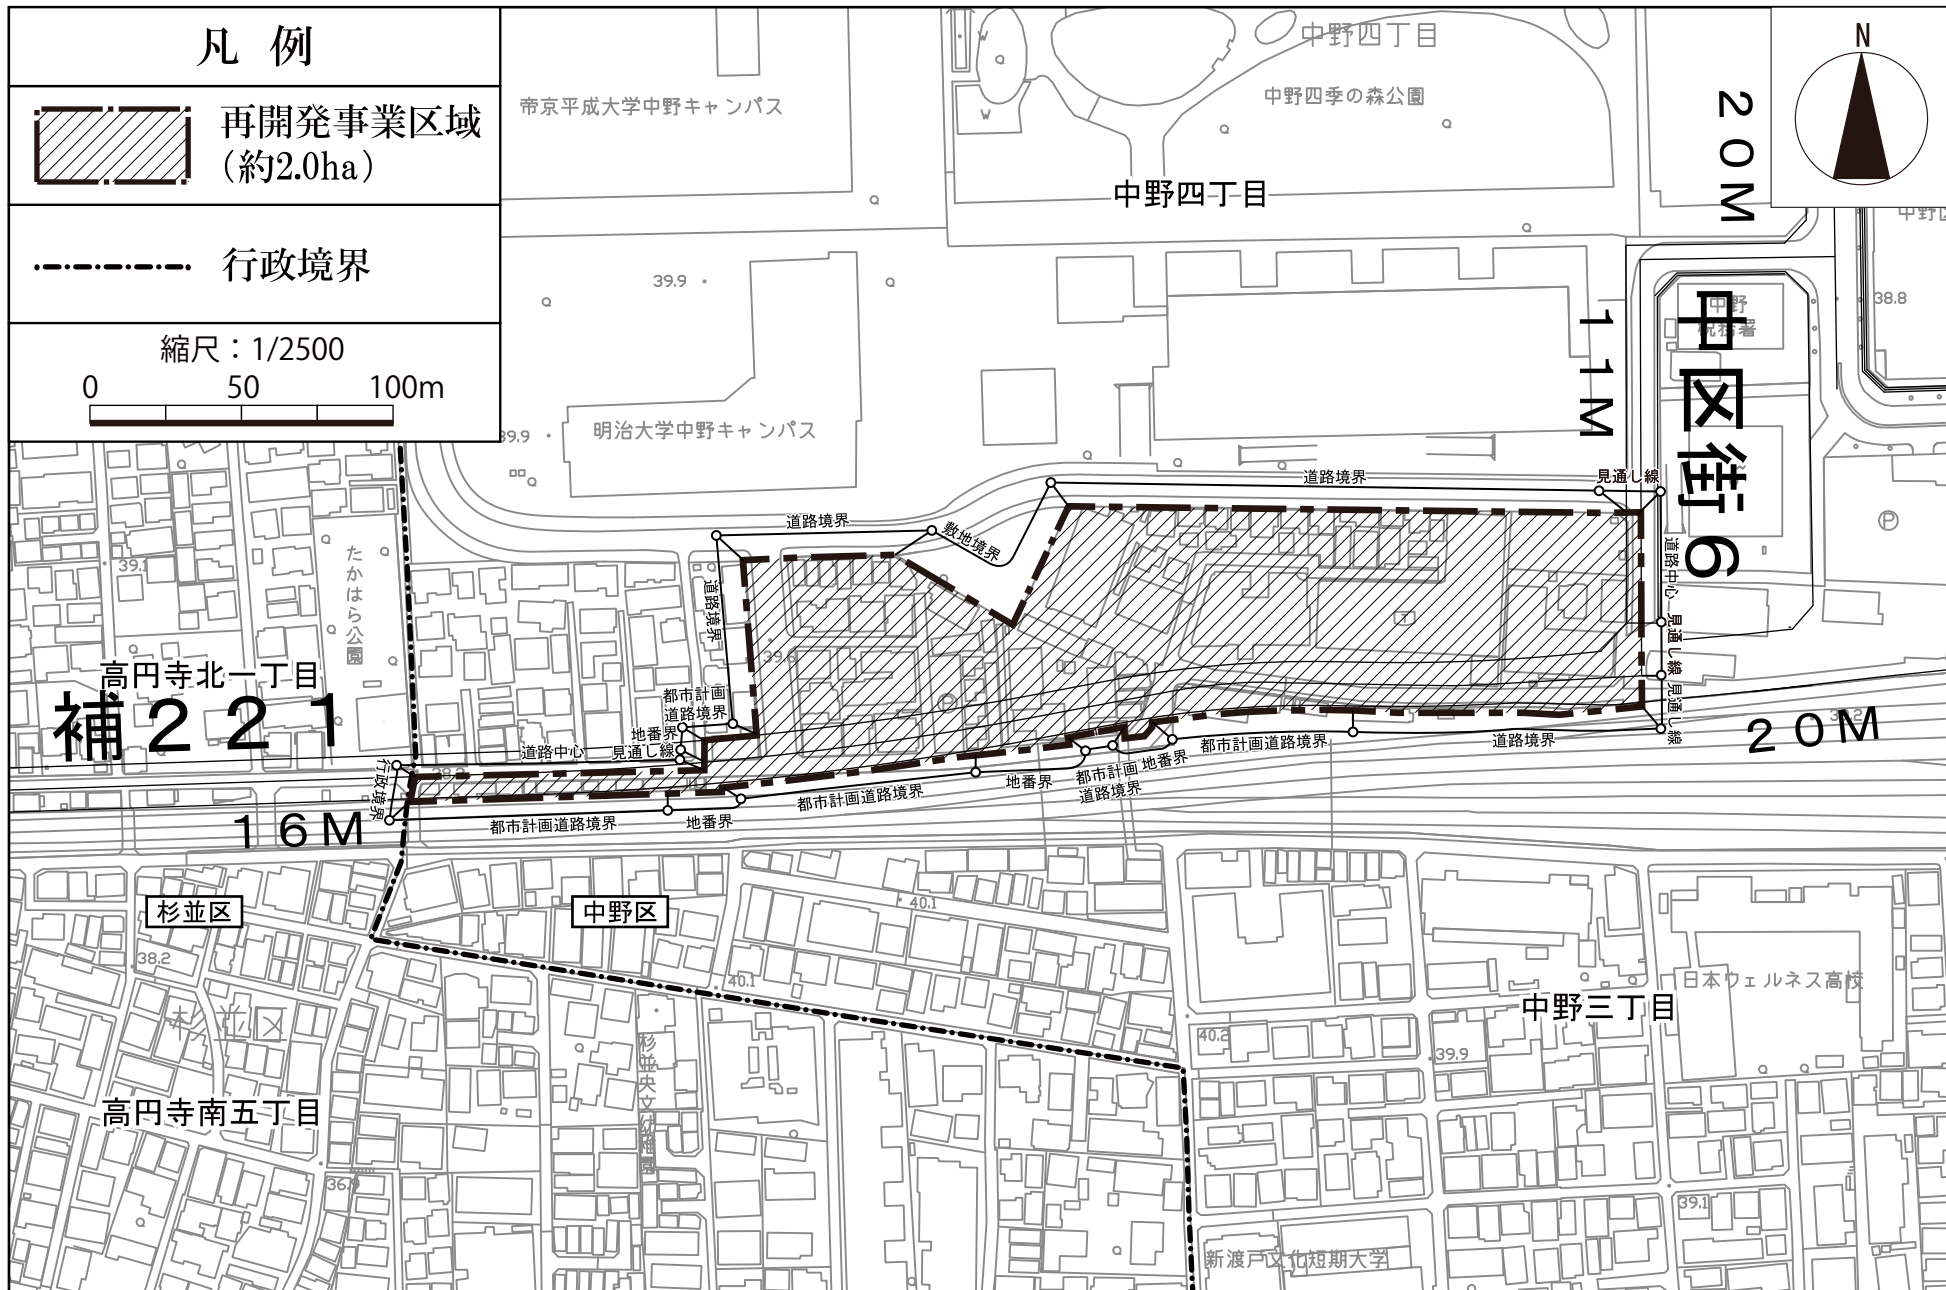 凡 例
再開発事業区域
（約2.0ha）
行政境界
縮尺：1/2500
0 50 100m
N
中野四丁目
帝京平成大学中野キャンパス
中野四季の森公園
中野四丁目
20M
39.9
38.8
中野
税務署
11M
中区街6
39.9
明治大学中野キャンパス
道路境界
見通し線
道路境界
敷地境界
道路境界
道路中心
見通し線
見通し線
39.1
たかはら公園
高円寺北一丁目
補221
都市計画
道路境界
地番界
道路中心
見通し線
行政境界
都市計画道路境界
地番界
都市計画道路境界
地番界
都市計画
道路境界
地番界
都市計画道路境界
道路境界
20M
16M
杉並区
中野区
40.1
38.2
40.1
杉並区
日本ウェルネス高校
中野三丁目
40.2
39.9
高円寺南五丁目
36.9
39.1
新渡戸文化短期大学